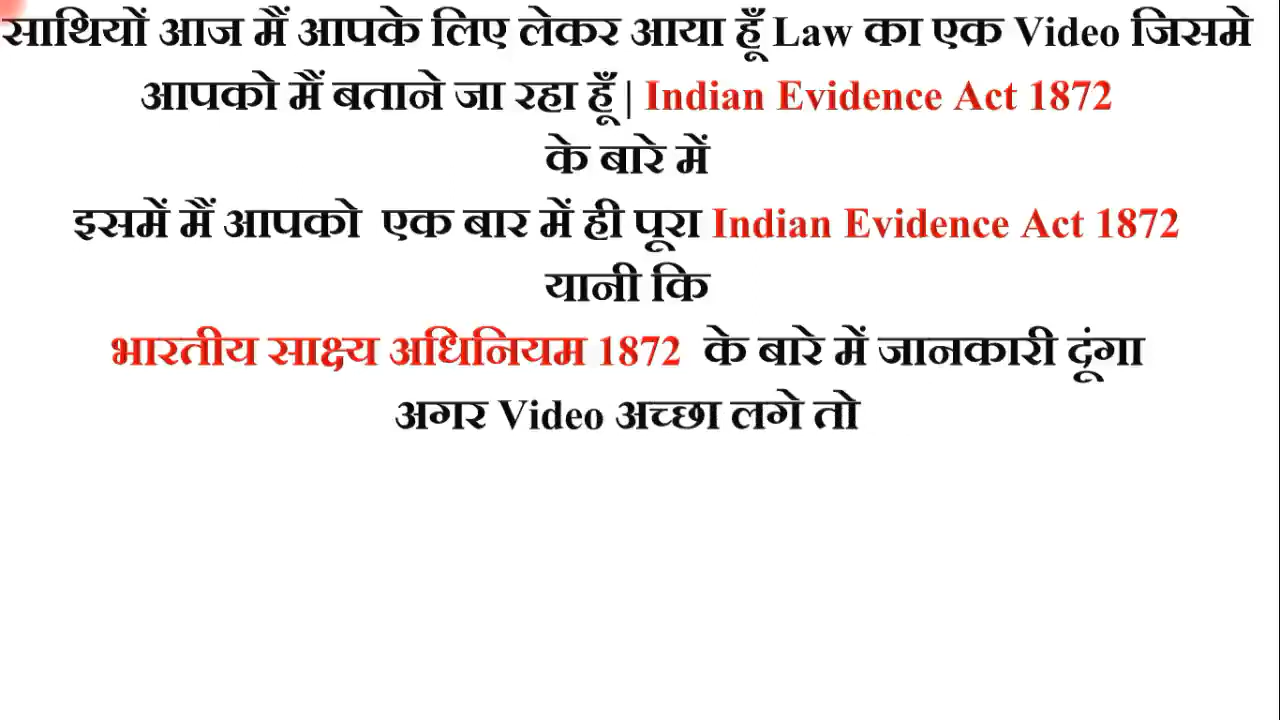 साथियों आज मैं आपके लिए लेकर आया हूँ Law का एक Video जिसमे
आपको मैं बताने जा रहा हूँ | Indian Evidence Act 1872
के बारे में
इसमें मैं आपको एक बार में ही पूरा Indian Evidence Act 1872
यानी कि
भारतीय साक्ष्य अधिनियम 1872 के बारे में जानकारी दूंगा
अगर Video अच्छा लगे तो